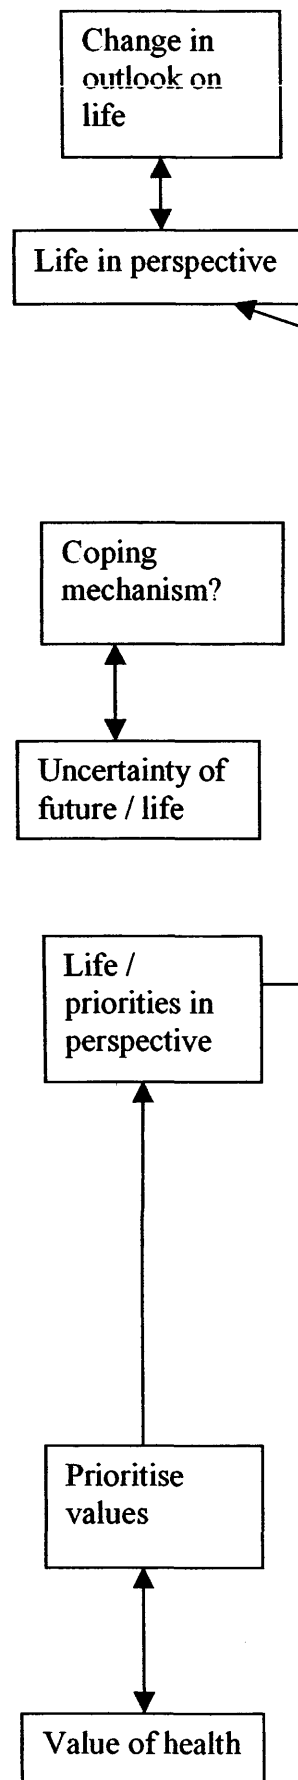 Change in
outlook on
life
Life in perspective
Coping
mechanism?
Uncertainty of
future / life
Life /
priorities in
perspective
Prioritise
values
Value of health